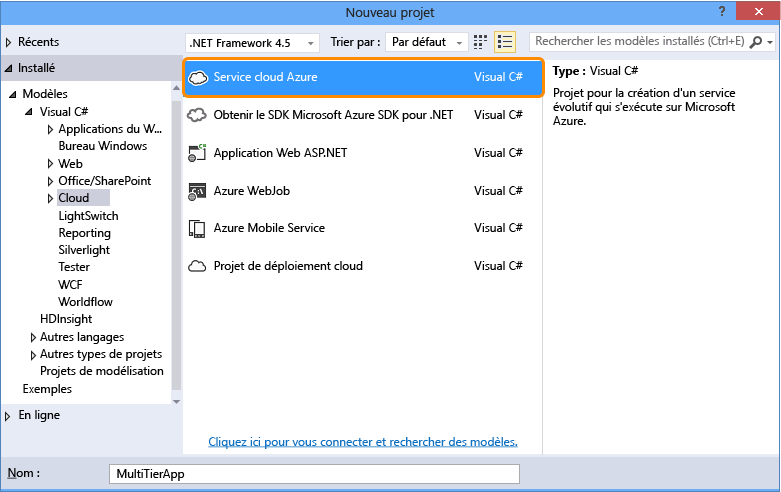 Nouveau projet
?
Récents
.NET Framework 4.5
Trier par :
Par défaut
Rechercher les modèles installés (Ctrl+E)
Installé
Modèles
Visual C#
Applications du W...
Bureau Windows
Web
Office/SharePoint
Cloud
LightSwitch
Reporting
Silverlight
Tester
WCF
Worldflow
HDInsight
Autres langages
Autres types de projets
Projets de modélisation
Exemples
En ligne
Service cloud Azure Visual C#
Obtenir le SDK Microsoft Azure SDK pour .NET Visual C#
Application Web ASP.NET Visual C#
Azure WebJob Visual C#
Azure Mobile Service Visual C#
Projet de déploiement cloud Visual C#
Cliquez ici pour vous connecter et rechercher des modèles.
Type : Visual C#
Projet pour la création d'un service
évolutif qui s'exécute sur Microsoft
Azure.
Nom :
MultiTierApp